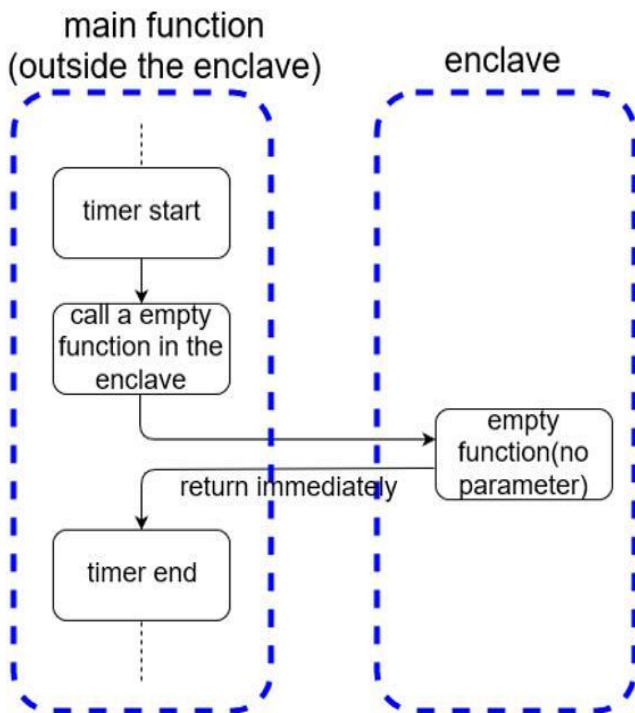 main function
(outside the enclave)
enclave
timer start
call a empty
function in the
enclave
empty
function(no
parameter)
return immediately
timer end